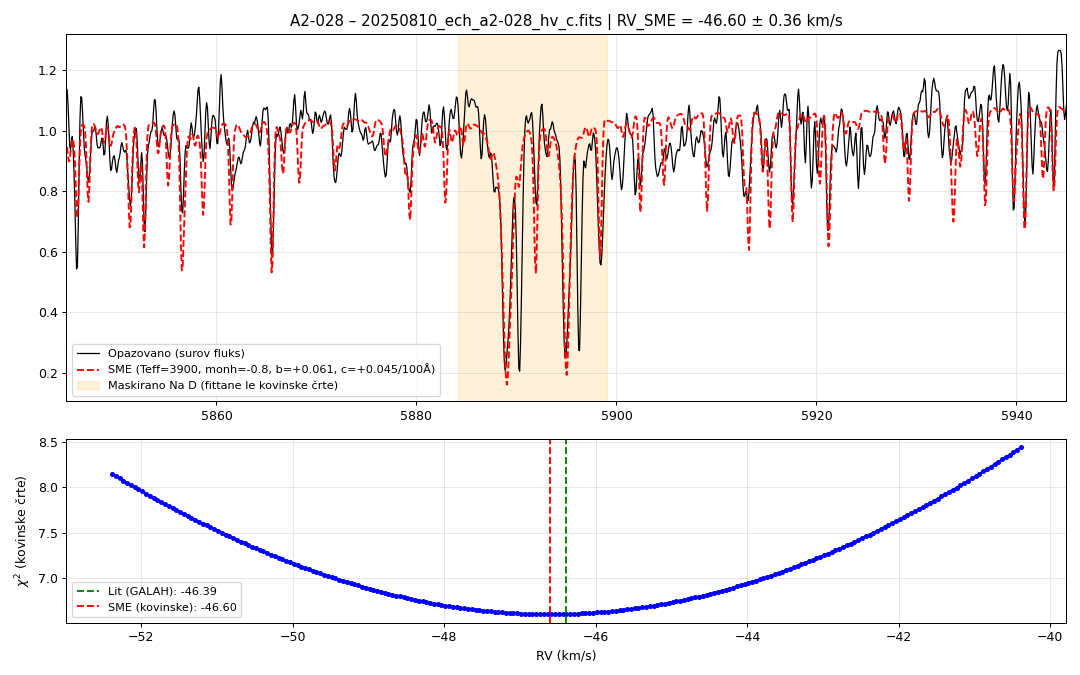 A2-028 – 20250810_ech_a2-028_hv_c.fits | RV_SME = -46.60 ± 0.36 km/s
1.2
1.0
0.8
0.6
0.4
0.2
Opazovano (surov fluks)
SME (Teff=3900, monh=-0.8, b=+0.061, c=+0.045/100Å)
Maskirano Na D (fittane le kovinske črte)
5860 5880 5900 5920 5940
8.5
8.0
7.5
7.0
χ² (kovinske črte)
Lit (GALAH): -46.39
SME (kovinske): -46.60
−52 −50 −48 −46 −44 −42 −40
RV (km/s)